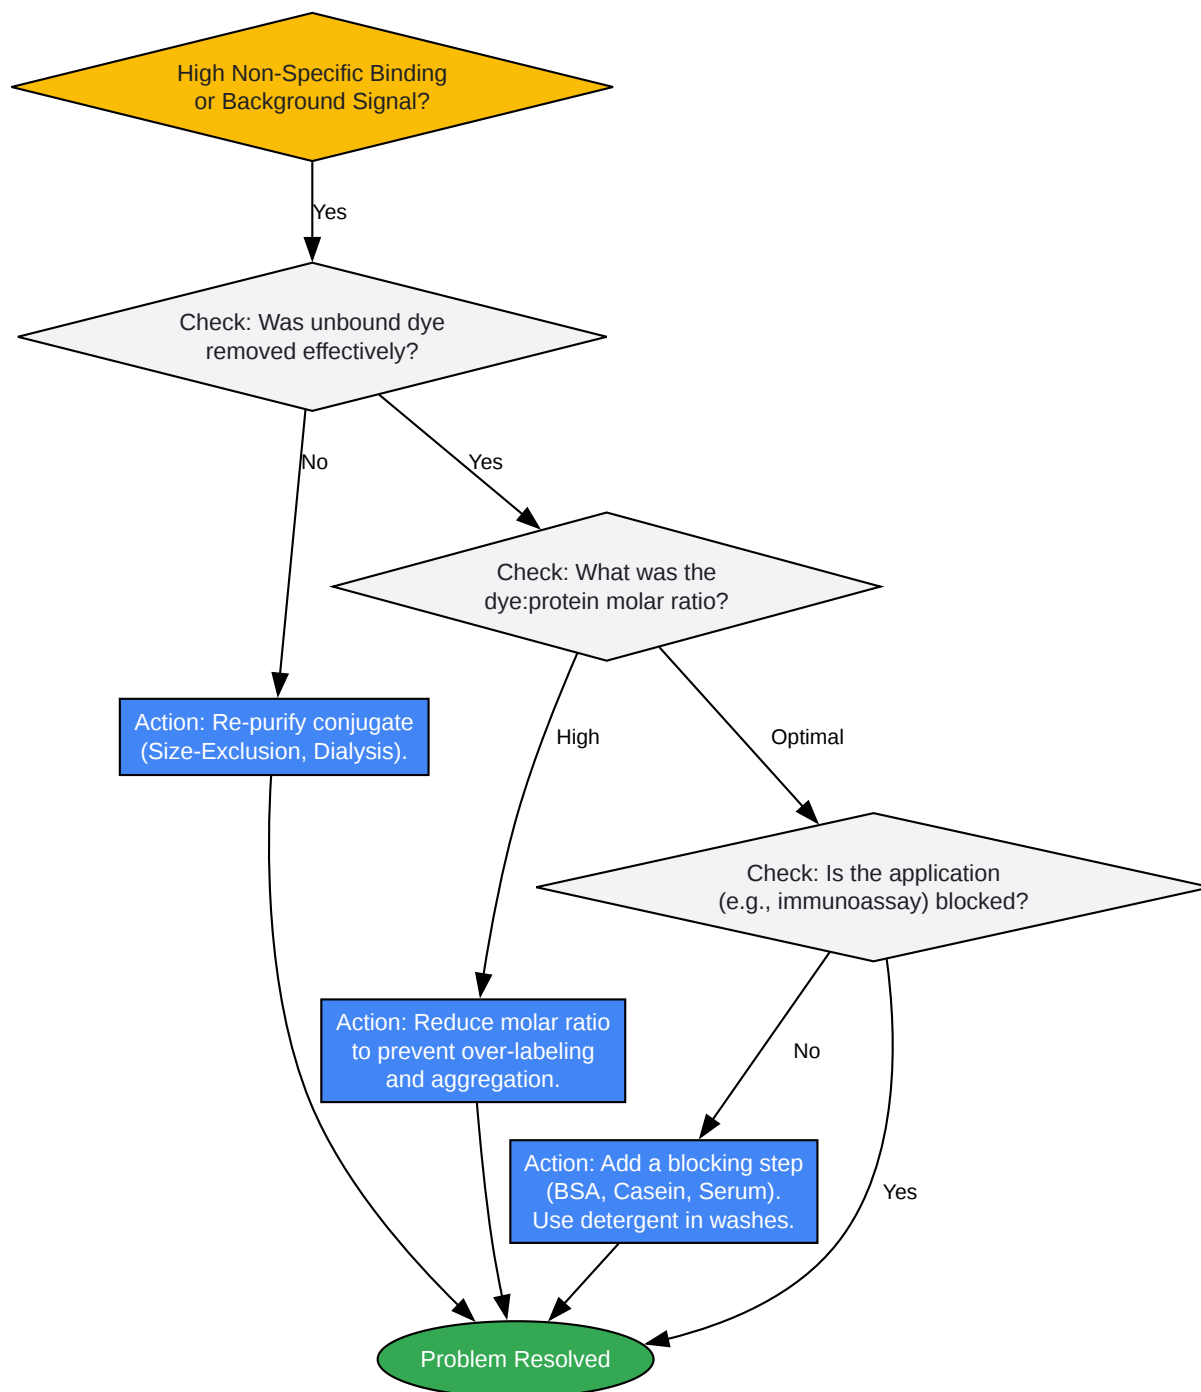 High Non-Specific Binding
or Background Signal?
Yes
Check: Was unbound dye
removed effectively?
No
Yes
Check: What was the
dye:protein molar ratio?
Action: Re-purify conjugate
(Size-Exclusion, Dialysis).
High
Optimal
Check: Is the application
(e.g., immunoassay) blocked?
Action: Reduce molar ratio
to prevent over-labeling
and aggregation.
No
Action: Add a blocking step
(BSA, Casein, Serum).
Use detergent in washes.
Yes
Problem Resolved